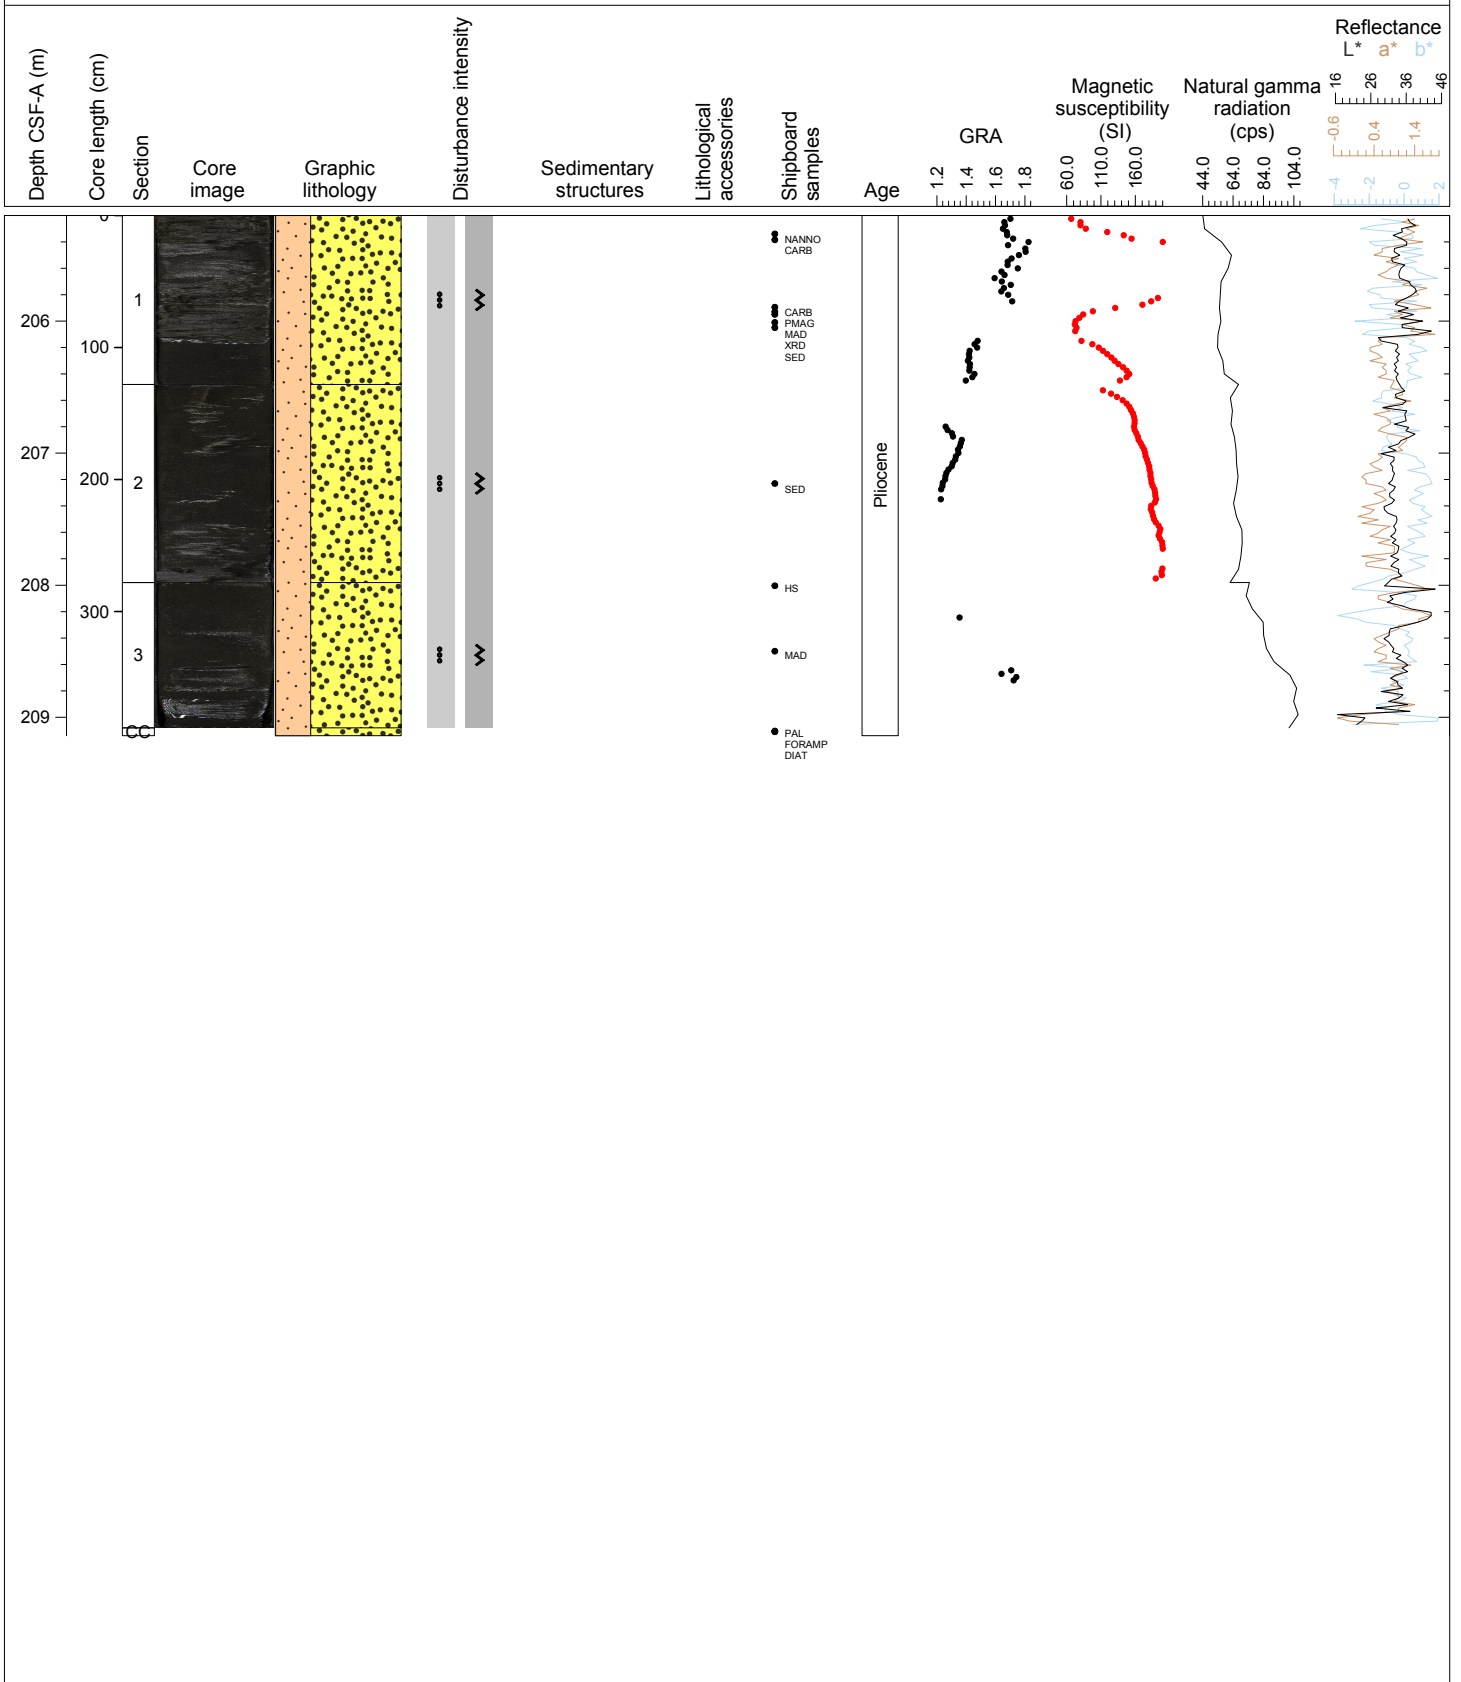 Depth CSF-A (m)
Core length (cm)
Section
Core
image
Graphic
lithology
Disturbance intensity
Sedimentary
structures
Lithological
accessories
Shipboard
samples
Age
GRA
1.2
1.4
1.6
1.8
Magnetic
susceptibility
(SI)
60.0
110.0
160.0
Natural gamma
radiation
(cps)
44.0
64.0
84.0
104.0
Reflectance
L* a* b*
16
26
36
46
-0.6
0.4
1.4
-4
-2
0
2
206
207
208
209
0
100
200
300
1
2
3
CC
NANNO
CARB
CARB
PMAG
MAD
XRD
SED
SED
HS
MAD
PAL
FORAMP
DIAT
Pliocene